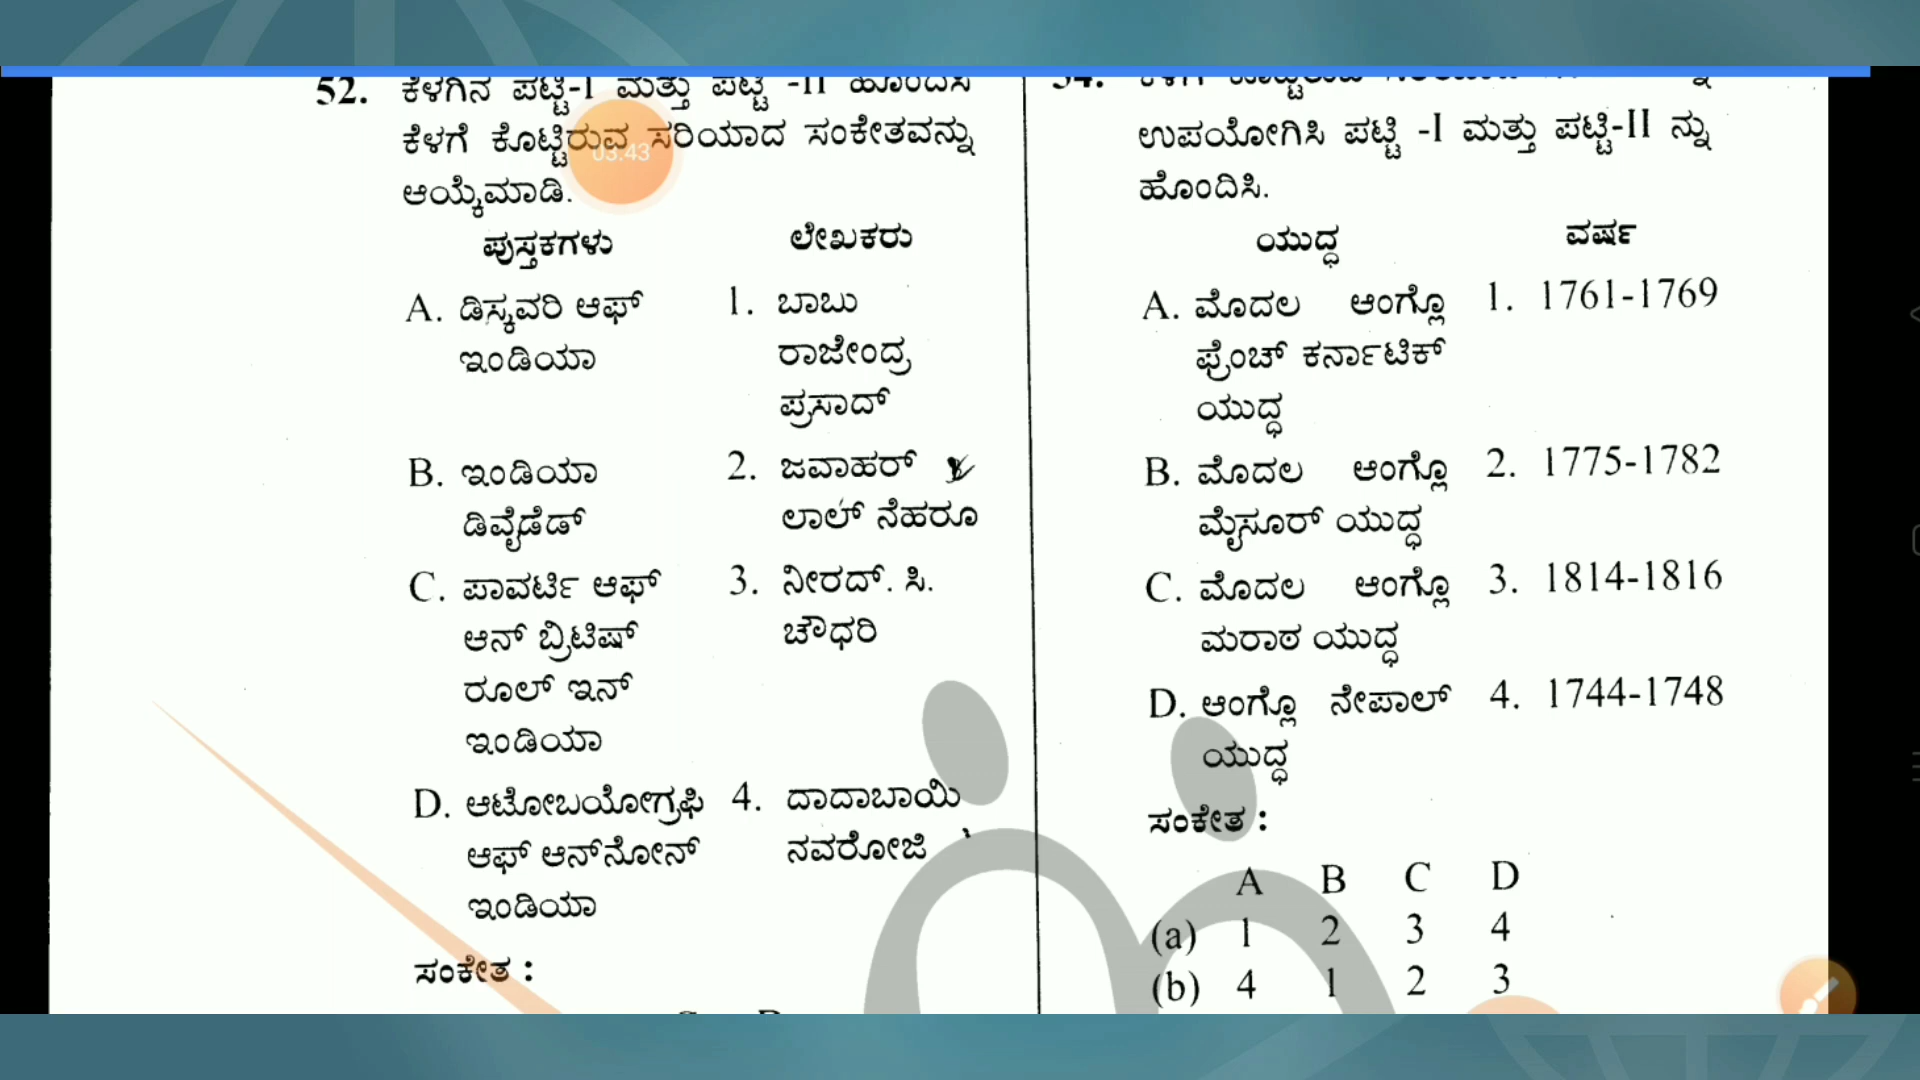 52. ಕೆಳಗಿನ ಪಟ್ಟಿ-I ಮತ್ತು ಪಟ್ಟಿ -II ಹೊಂದಿಸಿ
ಕೆಳಗೆ ಕೊಟ್ಟಿರುವ ಸರಿಯಾದ ಸಂಕೇತವನ್ನು
03:43
ಆಯ್ಕೆಮಾಡಿ.
ಪುಸ್ತಕಗಳು ಲೇಖಕರು
A. ಡಿಸ್ಕವರಿ ಆಫ್ 1. ಬಾಬು
ಇಂಡಿಯಾ ರಾಜೇಂದ್ರ
ಪ್ರಸಾದ್
B. ಇಂಡಿಯಾ 2. ಜವಾಹರ್
ಡಿವೈಡೆಡ್ ಲಾಲ್ ನೆಹರೂ
C. ಪಾವರ್ಟಿ ಆಫ್ 3. ನೀರದ್. ಸಿ.
ಆನ್ ಬ್ರಿಟಿಷ್ ಚೌಧರಿ
ರೂಲ್ ಇನ್
ಇಂಡಿಯಾ
D. ಆಟೋಬಯೋಗ್ರಫಿ 4. ದಾದಾಬಾಯಿ
ಆಫ್ ಆನ್‌ನೋನ್ ನವರೋಜಿ
ಇಂಡಿಯಾ
ಸಂಕೇತ :
54.
ಉಪಯೋಗಿಸಿ ಪಟ್ಟಿ -I ಮತ್ತು ಪಟ್ಟಿ-II ನ್ನು
ಹೊಂದಿಸಿ.
ಯುದ್ಧ ವರ್ಷ
A. ಮೊದಲ ಆಂಗ್ಲೊ 1. 1761-1769
ಫ್ರೆಂಚ್ ಕರ್ನಾಟಿಕ್
ಯುದ್ಧ
B. ಮೊದಲ ಆಂಗ್ಲೊ 2. 1775-1782
ಮೈಸೂರ್ ಯುದ್ಧ
C. ಮೊದಲ ಆಂಗ್ಲೊ 3. 1814-1816
ಮರಾಠ ಯುದ್ಧ
D. ಆಂಗ್ಲೊ ನೇಪಾಲ್ 4. 1744-1748
ಯುದ್ಧ
ಸಂಕೇತ :
A B C D
(a) 1 2 3 4
(b) 4 1 2 3